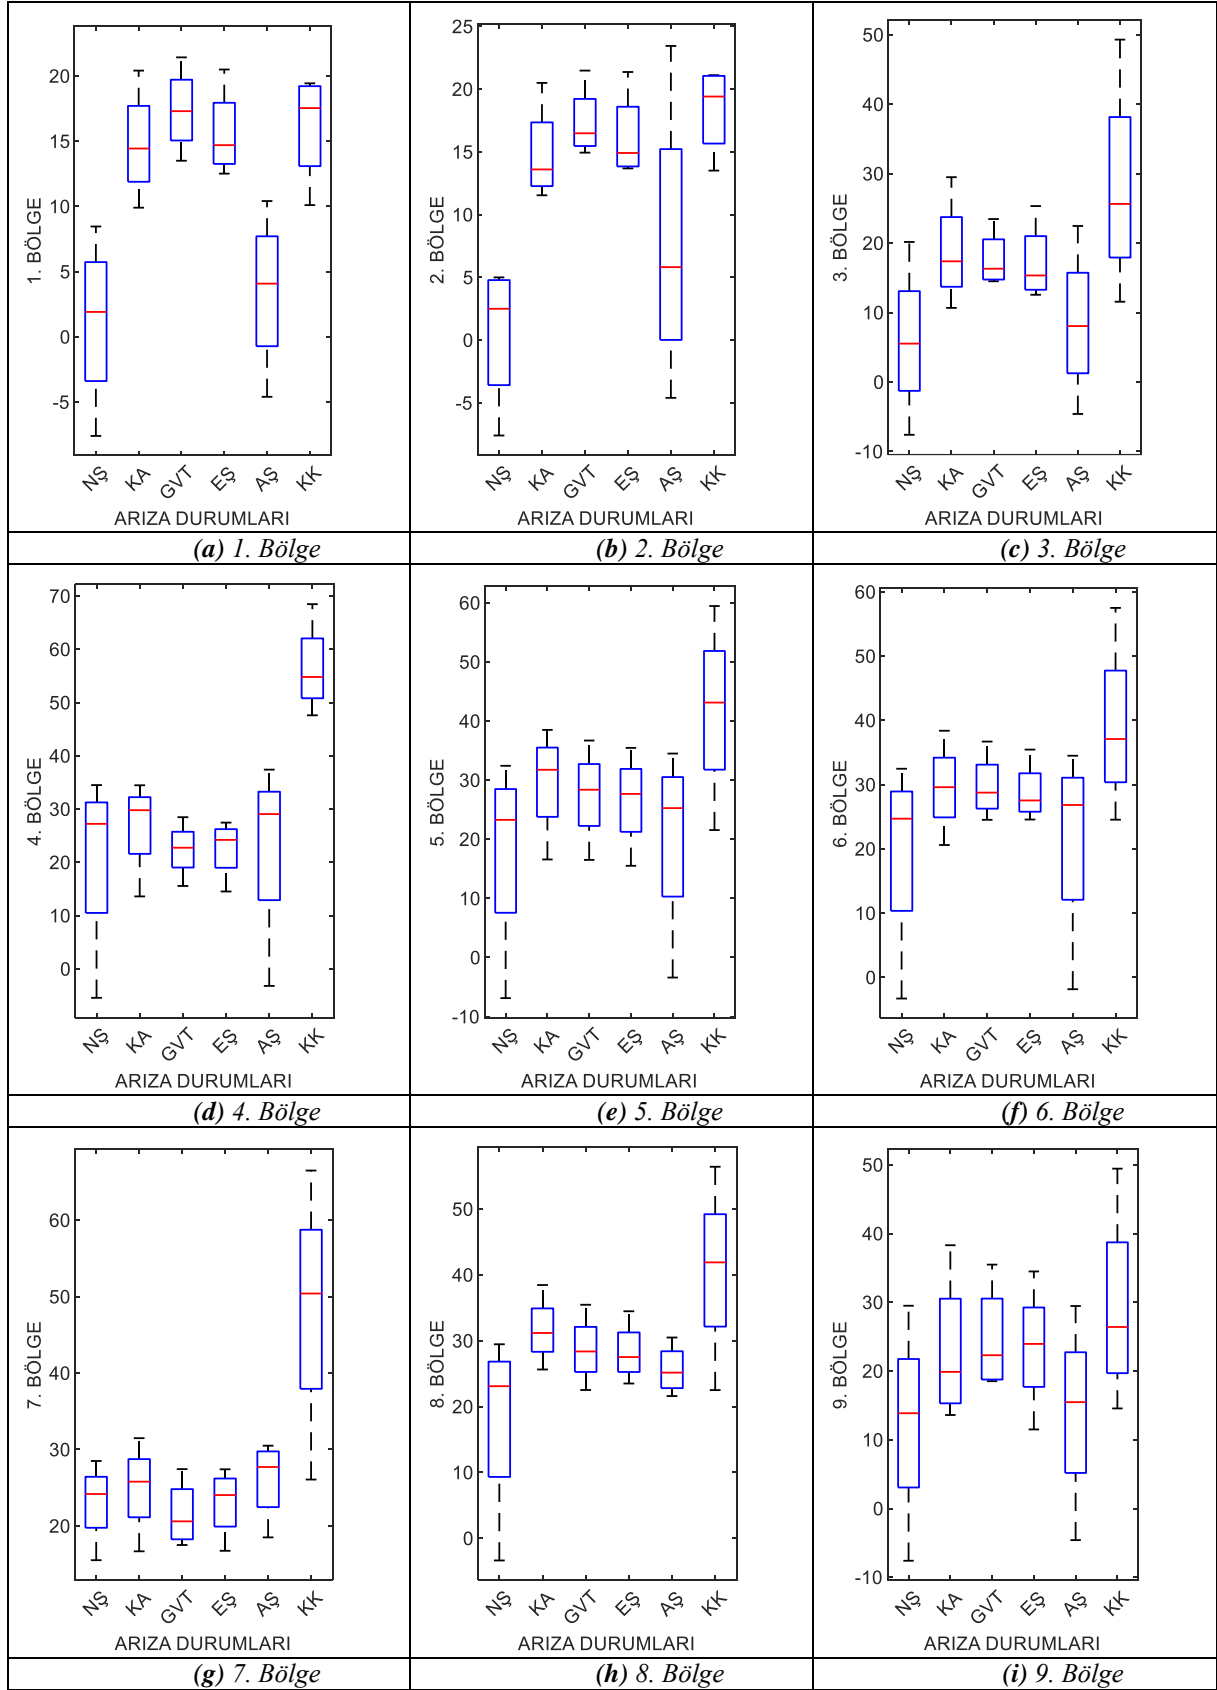 1. BÖLGE
20
15
10
5
0
-5
NŞ KA GVT EŞ AŞ KK
ARIZA DURUMLARI
(a) 1. Bölge
2. BÖLGE
25
20
15
10
5
0
-5
NŞ KA GVT EŞ AŞ KK
ARIZA DURUMLARI
(b) 2. Bölge
3. BÖLGE
50
40
30
20
10
0
-10
NŞ KA GVT EŞ AŞ KK
ARIZA DURUMLARI
(c) 3. Bölge
4. BÖLGE
70
60
50
40
30
20
10
0
NŞ KA GVT EŞ AŞ KK
ARIZA DURUMLARI
(d) 4. Bölge
5. BÖLGE
60
50
40
30
20
10
0
-10
NŞ KA GVT EŞ AŞ KK
ARIZA DURUMLARI
(e) 5. Bölge
6. BÖLGE
60
50
40
30
20
10
0
NŞ KA GVT EŞ AŞ KK
ARIZA DURUMLARI
(f) 6. Bölge
7. BÖLGE
60
50
40
30
20
NŞ KA GVT EŞ AŞ KK
ARIZA DURUMLARI
(g) 7. Bölge
8. BÖLGE
50
40
30
20
10
0
NŞ KA GVT EŞ AŞ KK
ARIZA DURUMLARI
(h) 8. Bölge
9. BÖLGE
50
40
30
20
10
0
-10
NŞ KA GVT EŞ AŞ KK
ARIZA DURUMLARI
(i) 9. Bölge